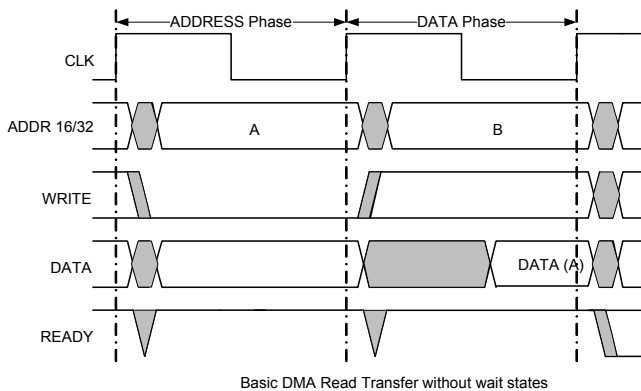 ADDRESS Phase DATA Phase
CLK
ADDR 16/32 A B
WRITE
DATA DATA (A)
READY
Basic DMA Read Transfer without wait states